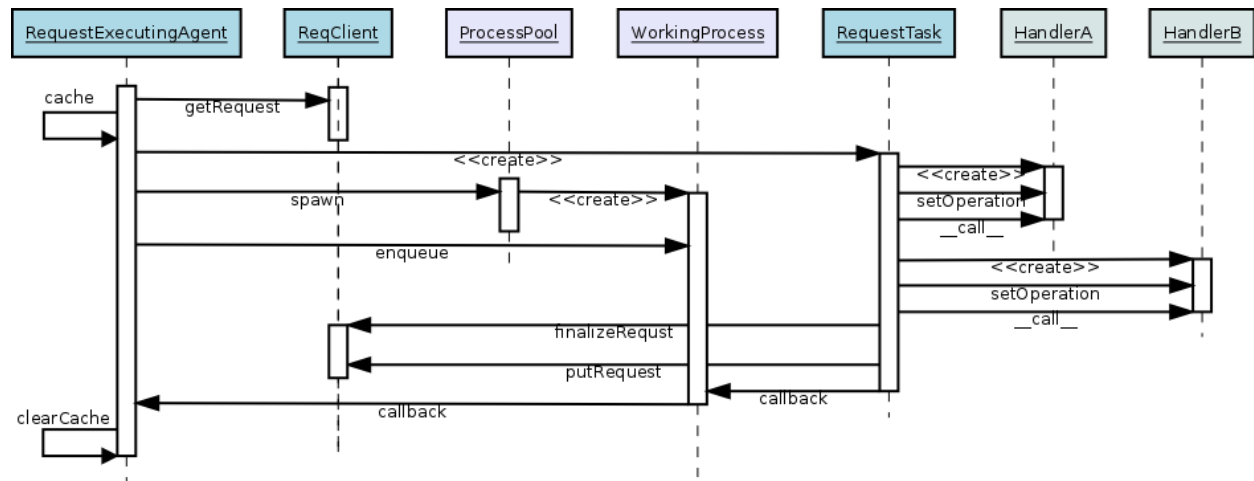 RequestExecutingAgent
ReqClient
ProcessPool
WorkingProcess
RequestTask
HandlerA
HandlerB
cache
getRequest
<<create>>
<<create>>
spawn
<<create>>
setOperation
__call__
enqueue
<<create>>
setOperation
__call__
finalizeRequst
putRequest
callback
callback
clearCache